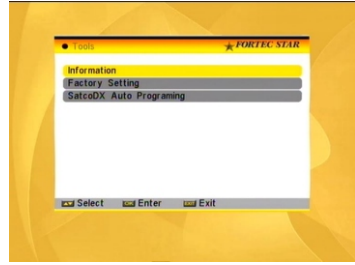 Tools
FORTEC STAR
Information
Factory Setting
SatcoDX Auto Programing
Select
Enter
Exit